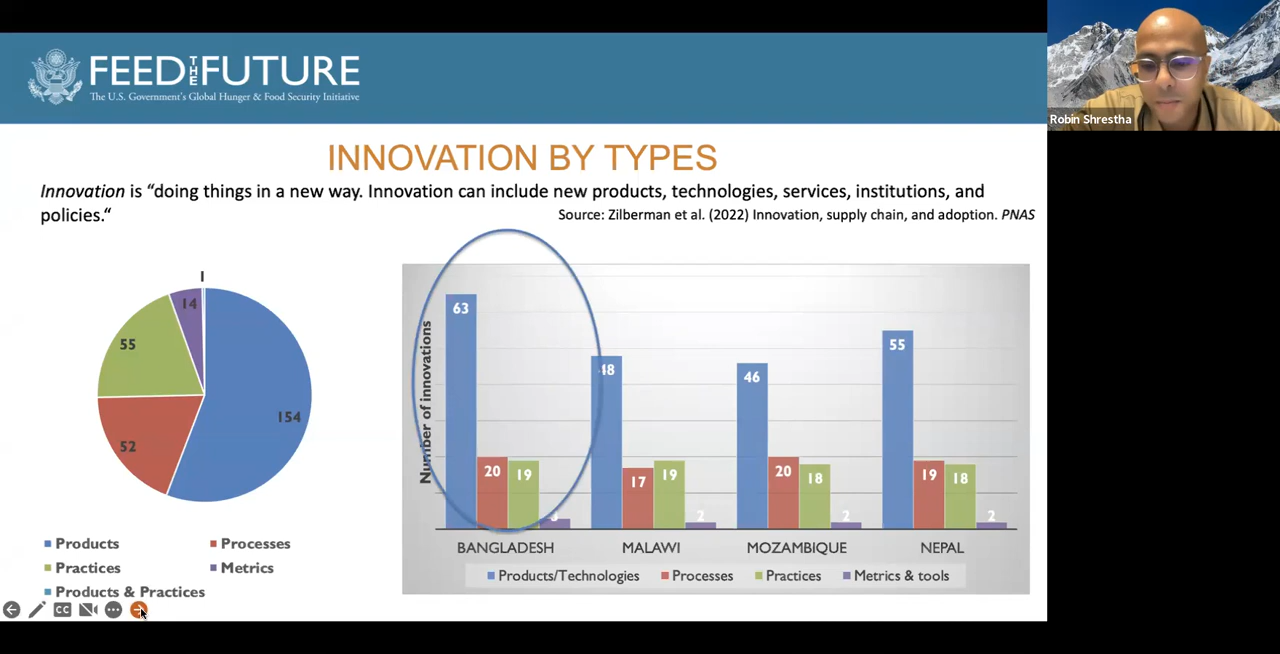 FEED THE FUTURE
The U.S. Government's Global Hunger & Food Security Initiative
Robin Shrestha
INNOVATION BY TYPES
Innovation is “doing things in a new way. Innovation can include new products, technologies, services, institutions, and
policies.“
Source: Zilberman et al. (2022) Innovation, supply chain, and adoption. PNAS
1
14
55
154
52
Products
Processes
Practices
Metrics
Products & Practices
Number of innovations
63
20
19
3
48
17
19
2
46
20
18
2
55
19
18
2
BANGLADESH
MALAWI
MOZAMBIQUE
NEPAL
Products/Technologies
Processes
Practices
Metrics & tools
CC